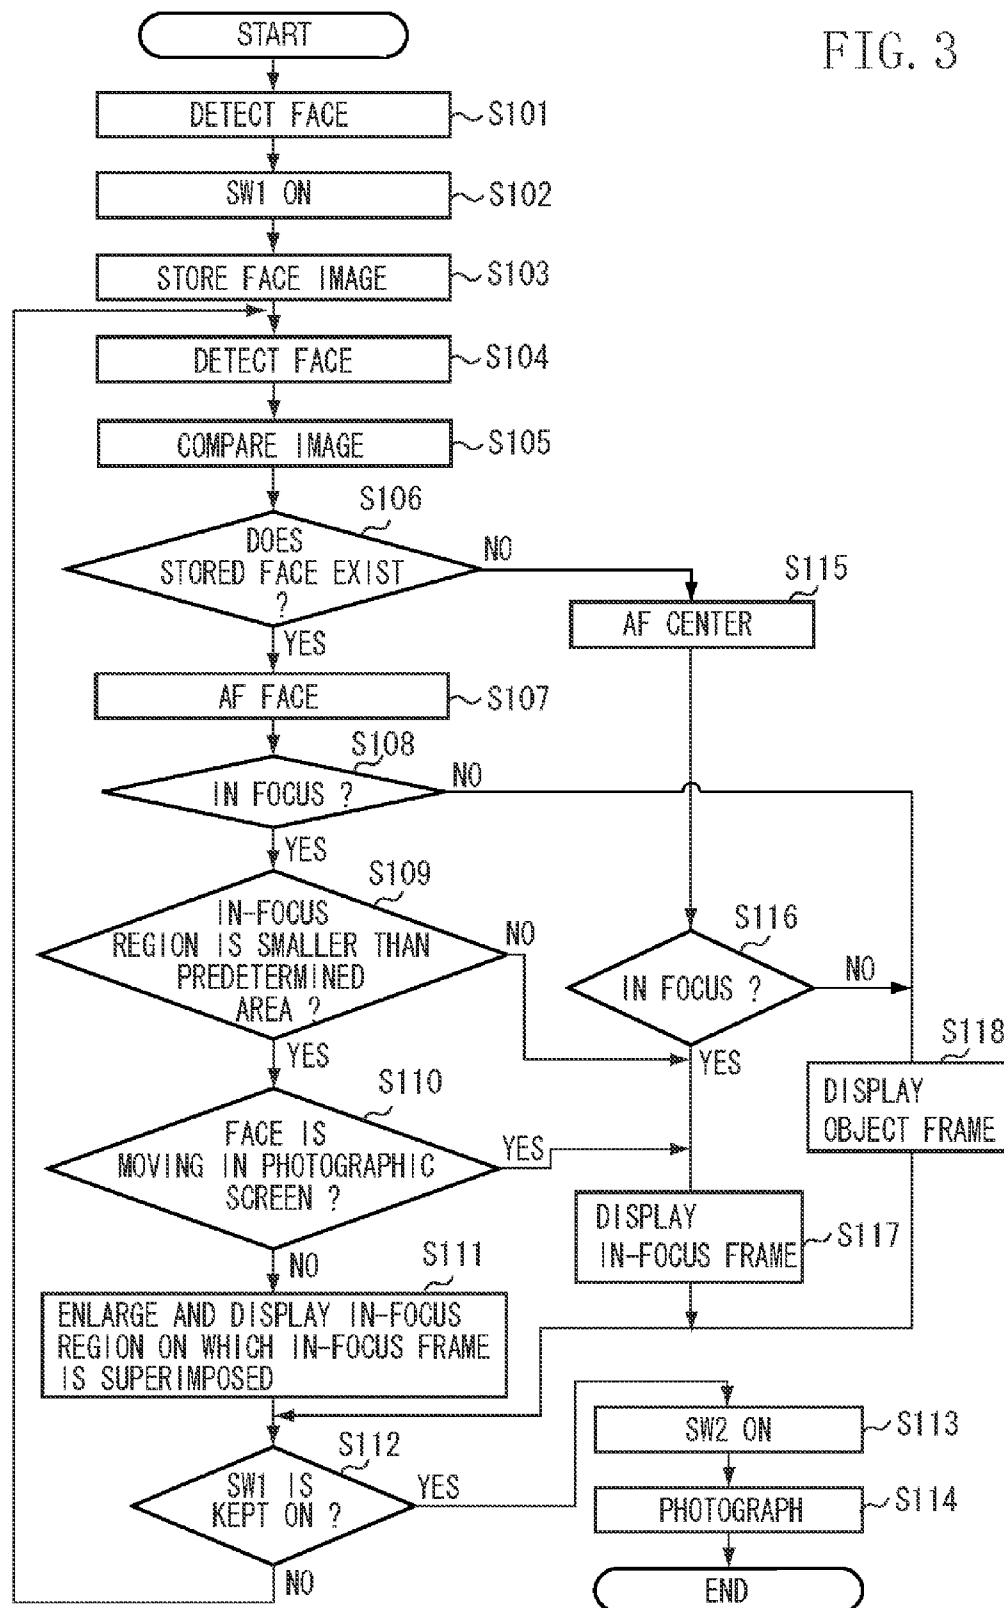 START
FIG. 3
DETECT FACE
S101
SW1 ON
S102
STORE FACE IMAGE
S103
DETECT FACE
S104
COMPARE IMAGE
S105
S106
DOES
STORED FACE EXIST
?
NO
YES
S115
AF CENTER
AF FACE
S107
S108
IN FOCUS ?
NO
YES
S109
IN-FOCUS
REGION IS SMALLER THAN
PREDETERMINED
AREA ?
NO
YES
S116
IN FOCUS ?
NO
YES
S118
DISPLAY
OBJECT FRAME
S110
FACE IS
MOVING IN PHOTOGRAPHIC
SCREEN ?
YES
NO
DISPLAY
IN-FOCUS FRAME
S117
S111
ENLARGE AND DISPLAY IN-FOCUS
REGION ON WHICH IN-FOCUS FRAME
IS SUPERIMPOSED
S112
SW1 IS
KEPT ON ?
YES
NO
SW2 ON
S113
PHOTOGRAPH
S114
END